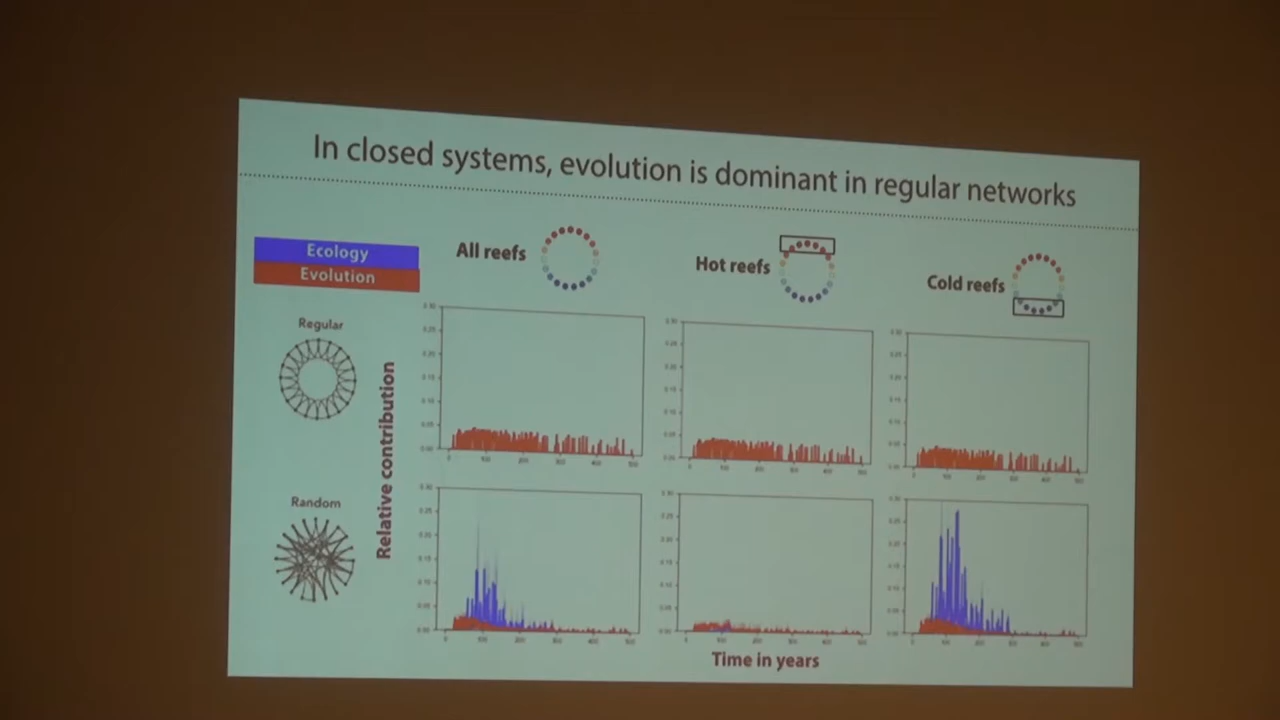 In closed systems, evolution is dominant in regular networks
Ecology
Evolution
All reefs
Hot reefs
Cold reefs
Regular
Random
Relative contribution
Time in years